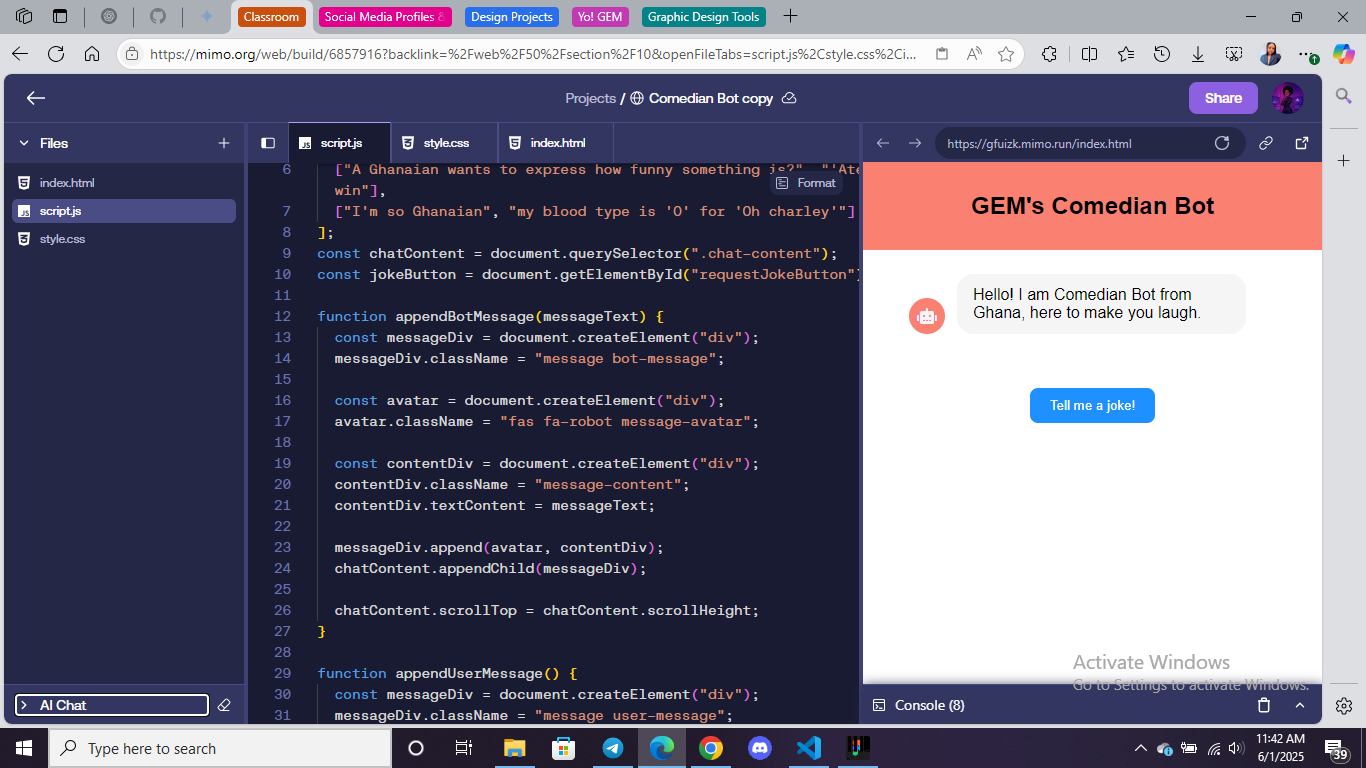 Classroom
Social Media Profiles &
Design Projects
Yo! GEM
Graphic Design Tools
https://mimo.org/web/build/6857916?backlink=%2Fweb%2F50%2Fsection%2F10&openFileTabs=script.js%2Cstyle.css%2Ci...
Projects / Comedian Bot copy
Share
Files
script.js
style.css
index.html
https://gfuizk.mimo.run/index.html
index.html
script.js
style.css
Format
6 ["A Ghanaian wants to express how funny something is?", "'Ate
win"],
7 ["I'm so Ghanaian", "my blood type is 'O' for 'Oh charley'"]
8 ];
9 const chatContent = document.querySelector(".chat-content");
10 const jokeButton = document.getElementById("requestJokeButton")
11
12 function appendBotMessage(messageText) {
13 const messageDiv = document.createElement("div");
14 messageDiv.className = "message bot-message";
15
16 const avatar = document.createElement("div");
17 avatar.className = "fas fa-robot message-avatar";
18
19 const contentDiv = document.createElement("div");
20 contentDiv.className = "message-content";
21 contentDiv.textContent = messageText;
22
23 messageDiv.append(avatar, contentDiv);
24 chatContent.appendChild(messageDiv);
25
26 chatContent.scrollTop = chatContent.scrollHeight;
27 }
28
29 function appendUserMessage() {
30 const messageDiv = document.createElement("div");
31 messageDiv.className = "message user-message";
GEM's Comedian Bot
Hello! I am Comedian Bot from
Ghana, here to make you laugh.
Tell me a joke!
Activate Windows
Go to Settings to activate Windows.
AI Chat
Console (8)
Type here to search
11:42 AM
6/1/2025
39